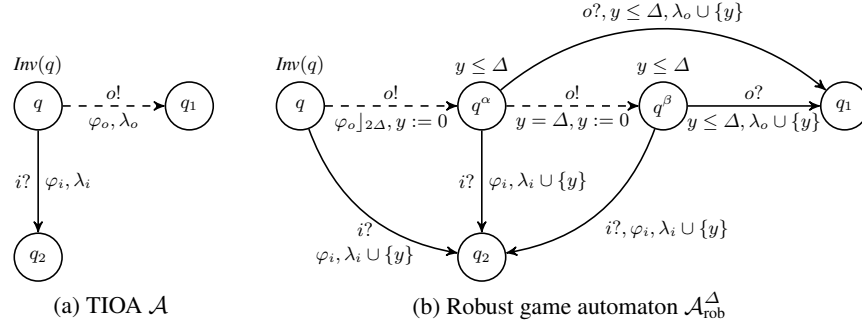 Inv(q)
q
o!
φ_o, λ_o
q_1
i?
φ_i, λ_i
q_2
(a) TIOA 𝒜
o?, y ≤ Δ, λ_o ∪ {y}
Inv(q)
y ≤ Δ
y ≤ Δ
q
o!
φ_o⌋_{2Δ}, y := 0
q^α
o!
y = Δ, y := 0
q^β
o?
y ≤ Δ, λ_o ∪ {y}
q_1
i?
φ_i, λ_i ∪ {y}
i?
φ_i, λ_i ∪ {y}
i?, φ_i, λ_i ∪ {y}
q_2
(b) Robust game automaton 𝒜^Δ_rob